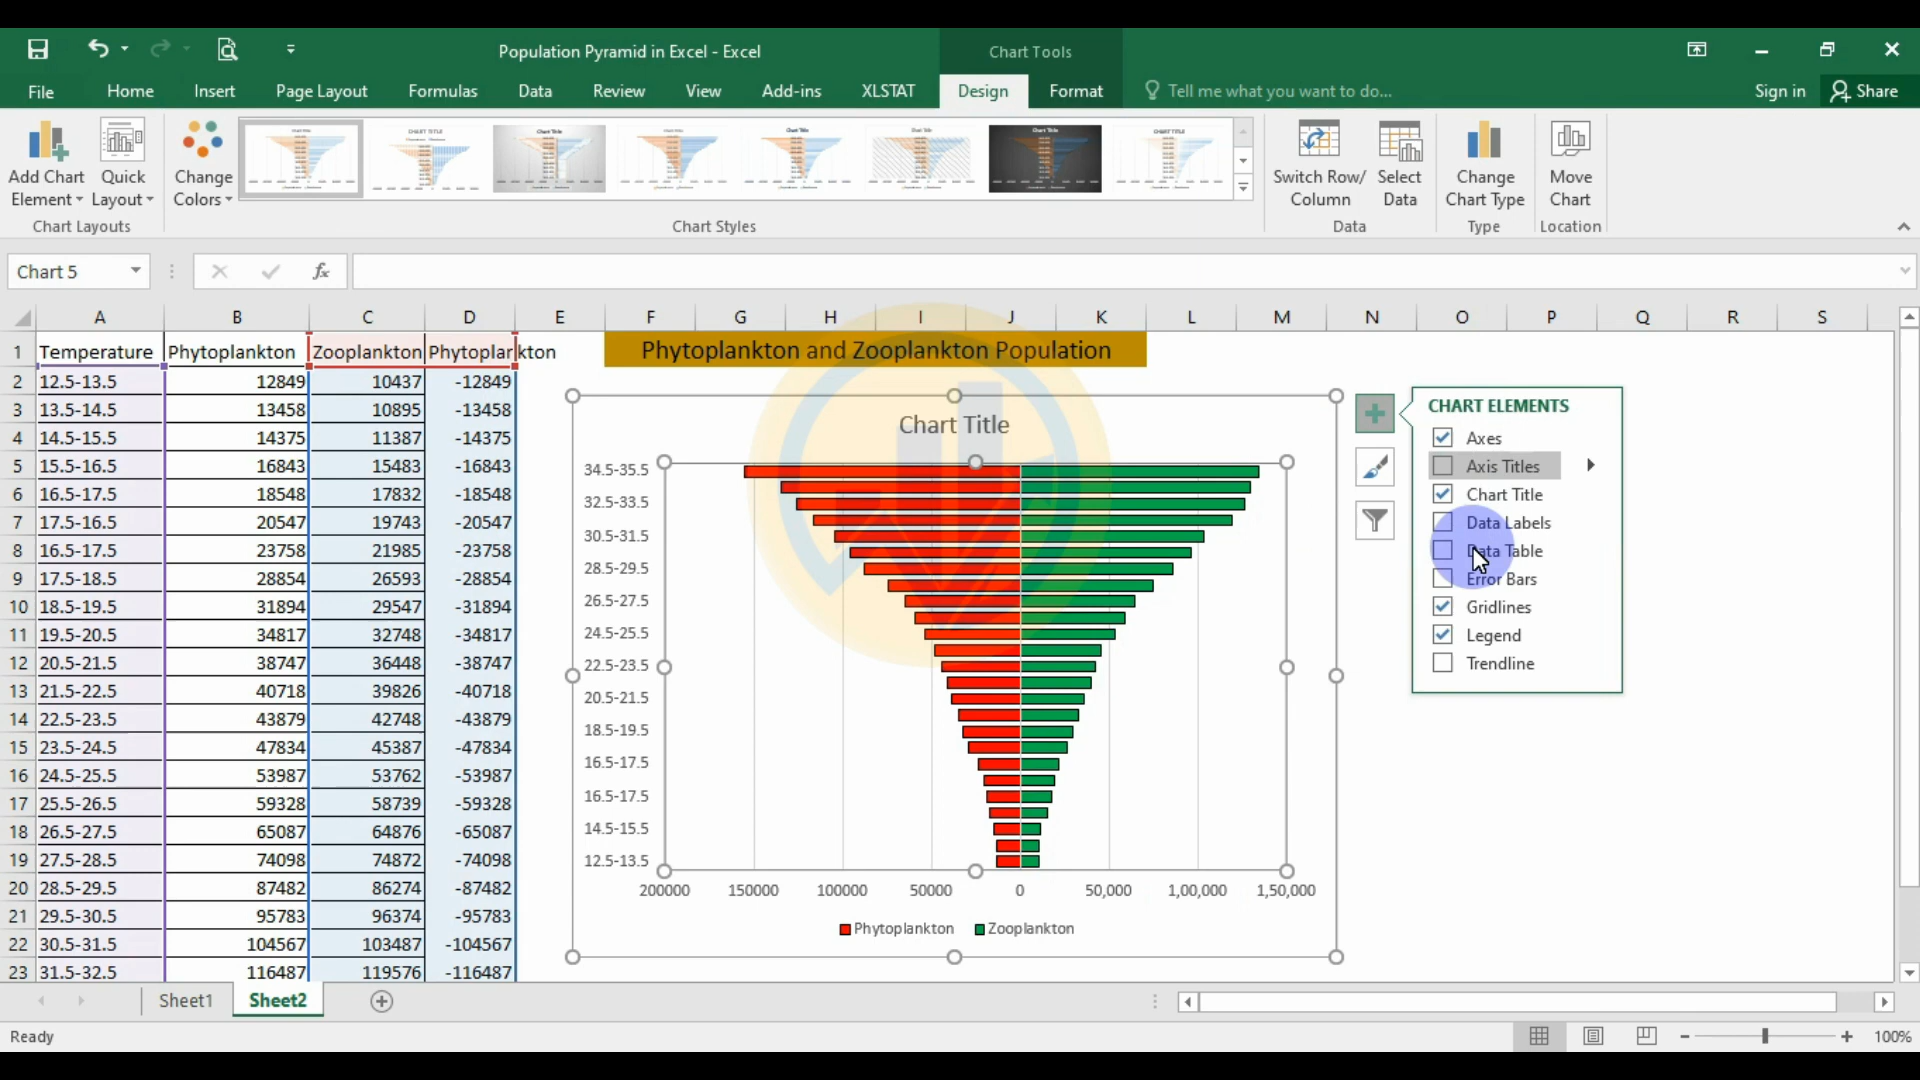 Population Pyramid in Excel - Excel
Chart Tools
File Home Insert Page Layout Formulas Data Review View Add-ins XLSTAT Design Format Tell me what you want to do... Sign in Share
Add Chart Element
Quick Layout
Chart Layouts
Change Colors
Chart Styles
Switch Row/ Column
Select Data
Data
Change Chart Type
Type
Move Chart
Location
Chart 5
fx
A B C D E F G H I J K L M N O P Q R S
1 Temperature Phytoplankton Zooplankton Phytoplankton
Phytoplankton and Zooplankton Population
2 12.5-13.5 12849 10437 -12849
3 13.5-14.5 13458 10895 -13458
4 14.5-15.5 14375 11387 -14375
5 15.5-16.5 16843 15483 -16843
6 16.5-17.5 18548 17832 -18548
7 17.5-16.5 20547 19743 -20547
8 16.5-17.5 23758 21985 -23758
9 17.5-18.5 28854 26593 -28854
10 18.5-19.5 31894 29547 -31894
11 19.5-20.5 34817 32748 -34817
12 20.5-21.5 38747 36448 -38747
13 21.5-22.5 40718 39826 -40718
14 22.5-23.5 43879 42748 -43879
15 23.5-24.5 47834 45387 -47834
16 24.5-25.5 53987 53762 -53987
17 25.5-26.5 59328 58739 -59328
18 26.5-27.5 65087 64876 -65087
19 27.5-28.5 74098 74872 -74098
20 28.5-29.5 87482 86274 -87482
21 29.5-30.5 95783 96374 -95783
22 30.5-31.5 104567 103487 -104567
23 31.5-32.5 116487 119576 -116487
Chart Title
34.5-35.5
32.5-33.5
30.5-31.5
28.5-29.5
26.5-27.5
24.5-25.5
22.5-23.5
20.5-21.5
18.5-19.5
16.5-17.5
16.5-17.5
14.5-15.5
12.5-13.5
200000 150000 100000 50000 0 50,000 1,00,000 1,50,000
Phytoplankton Zooplankton
CHART ELEMENTS
Axes
Axis Titles
Chart Title
Data Labels
Data Table
Error Bars
Gridlines
Legend
Trendline
Sheet1 Sheet2
Ready
100%